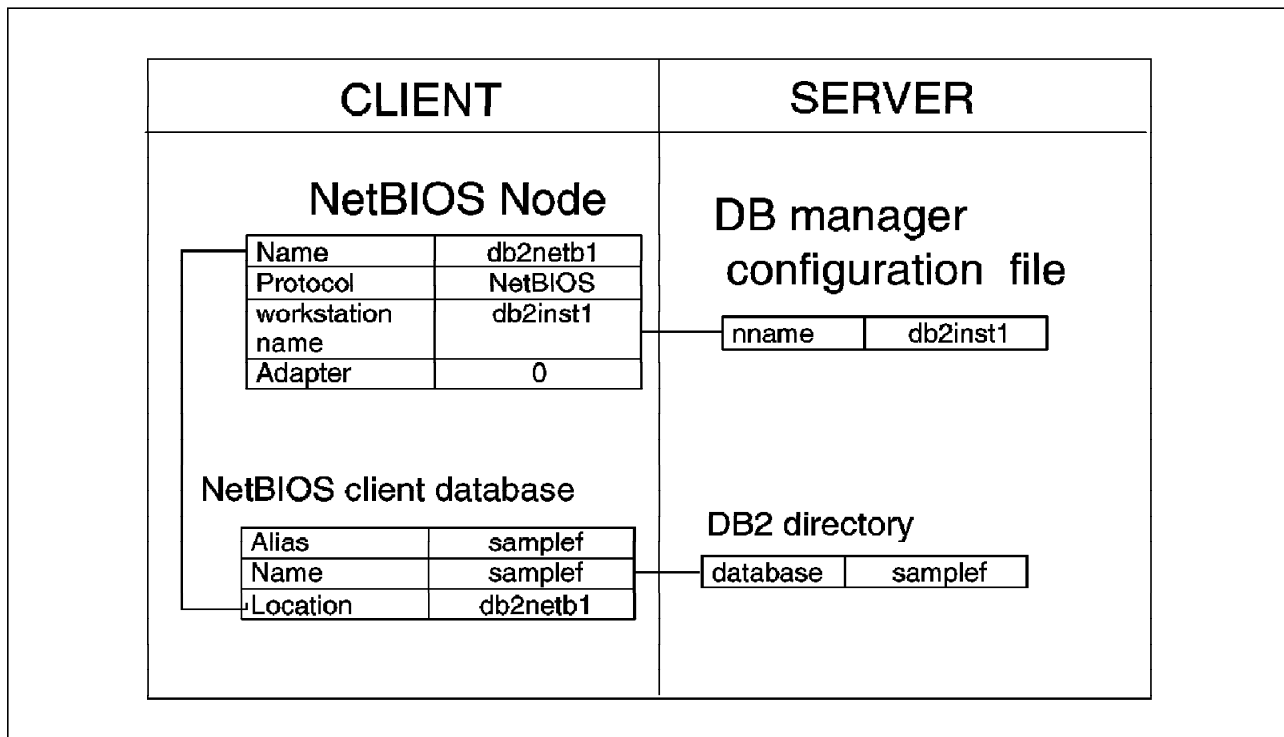 CLIENT
SERVER
NetBIOS Node
Name db2netb1
Protocol NetBIOS
workstation db2inst1
name
Adapter 0
DB manager
configuration file
nname db2inst1
NetBIOS client database
Alias samplef
Name samplef
Location db2netb1
DB2 directory
database samplef